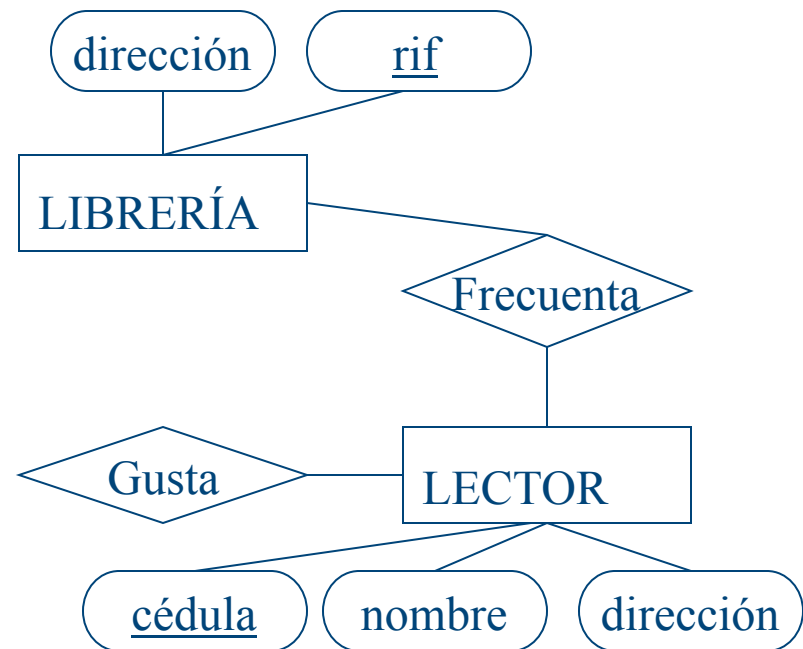 dirección rif
LIBRERÍA
Frecuenta
Gusta
LECTOR
cédula nombre dirección